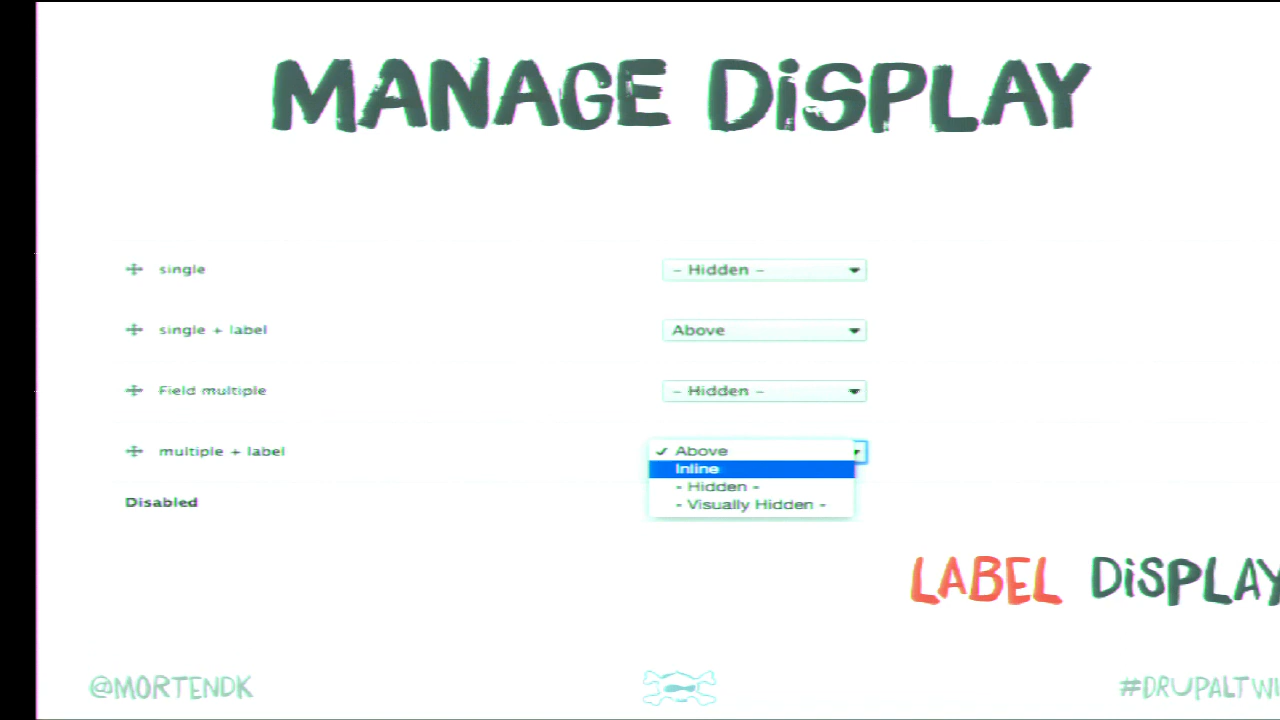 MANAGE DiSPLAY
single - Hidden -
single + label Above
Field multiple - Hidden -
multiple + label ✓ Above
Inline
- Hidden -
- Visually Hidden -
Disabled
LABEL DiSPLAY
@MORTENDK